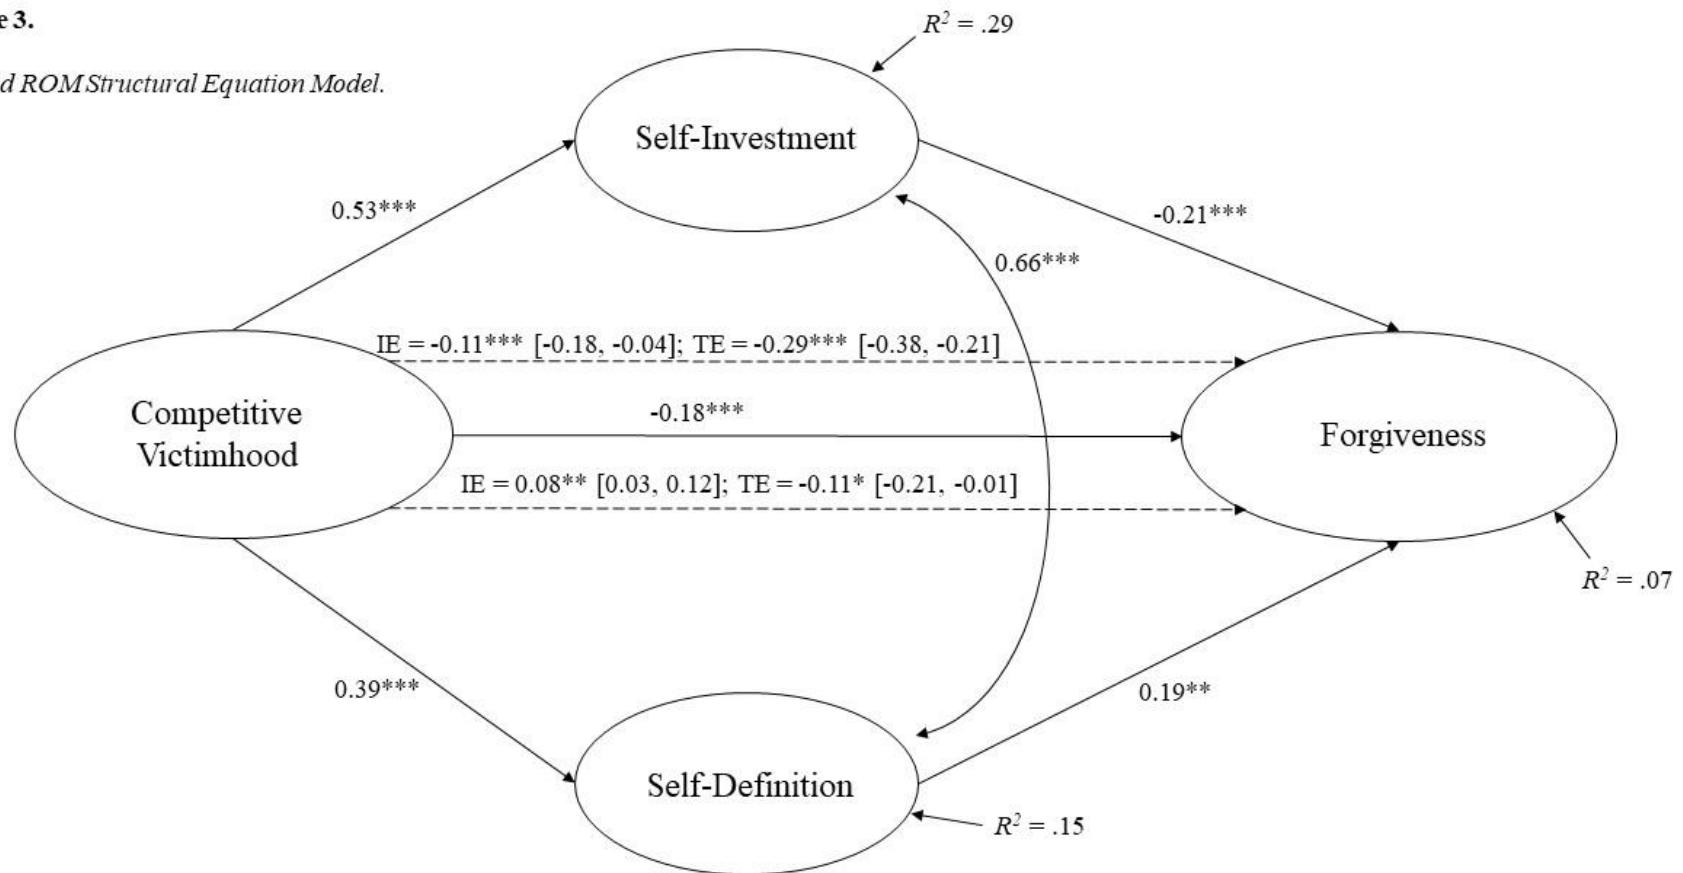 e 3.
R² = .29
d ROM Structural Equation Model.
Self-Investment
0.53***
-0.21***
0.66***
IE = -0.11*** [-0.18, -0.04]; TE = -0.29*** [-0.38, -0.21]
Competitive
Victimhood
-0.18***
Forgiveness
IE = 0.08** [0.03, 0.12]; TE = -0.11* [-0.21, -0.01]
R² = .07
0.39***
0.19**
Self-Definition
R² = .15